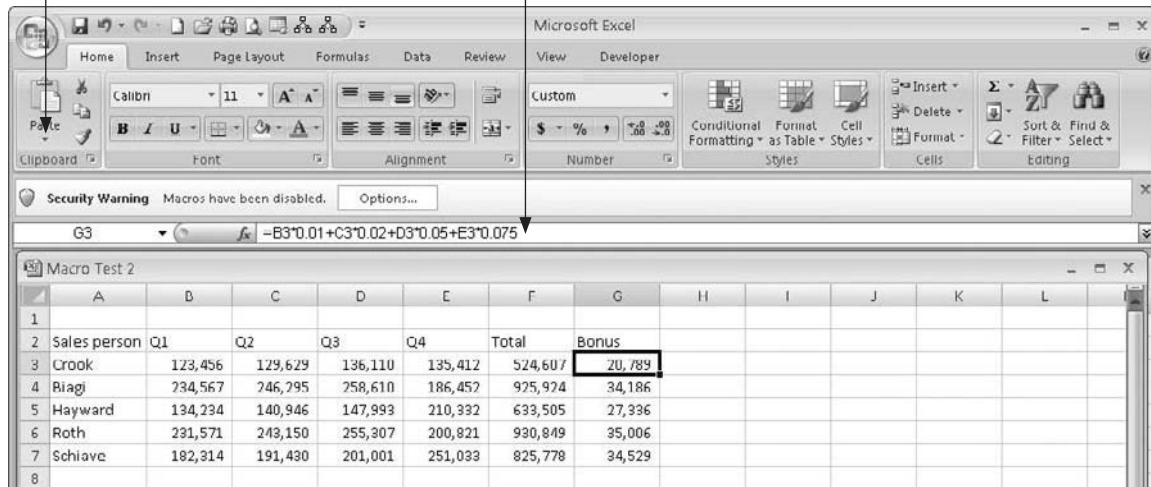 Microsoft Excel
Home Insert Page Layout Formulas Data Review View Developer
Paste
Calibri 11 A A
B I U A
Custom
$ % , .0 .00 .00 .0
Conditional Formatting
Format as Table
Cell Styles
Insert
Delete
Format
Σ
Sort & Filter
Find & Select
Clipboard Font Alignment Number Styles Cells Editing
Security Warning Macros have been disabled. Options...
G3 fx =B3*0.01+C3*0.02+D3*0.05+E3*0.075
Macro Test 2
A B C D E F G H I J K L
1
2 Sales person Q1 Q2 Q3 Q4 Total Bonus
3 Crook 123,456 129,629 136,110 135,412 524,607 20,789
4 Biagi 234,567 246,295 258,610 186,452 925,924 34,186
5 Hayward 134,234 140,946 147,993 210,332 633,505 27,336
6 Roth 231,571 243,150 255,307 200,821 930,849 35,006
7 Schiave 182,314 191,430 201,001 251,033 825,778 34,529
8